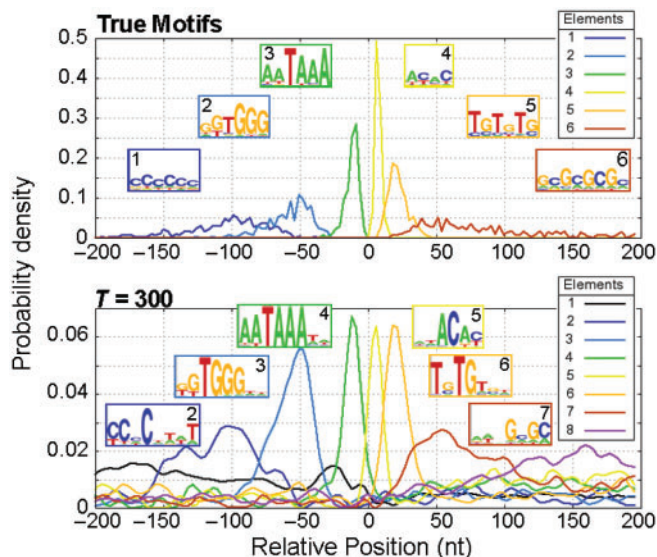 True Motifs
Elements
1
2
3
4
5
6
0.5
0.4
0.3
0.2
0.1
0
3
AATAAA
4
ACAC
2
GGTGGG
5
TGTGTG
1
CCCCCC
6
GCGCGCGC
−200 −150 −100 −50 0 50 100 150 200
Probability density
T = 300
Elements
1
2
3
4
5
6
7
8
0.06
0.04
0.02
0
4
AATAAA
5
ACAC
3
GGTGGG
6
TGTG
2
CCCC
7
GCGC
−200 −150 −100 −50 0 50 100 150 200
Relative Position (nt)